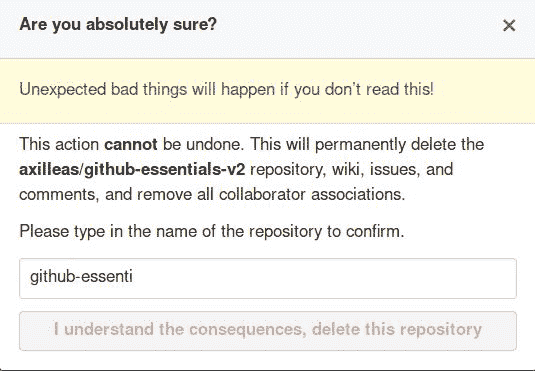 Are you absolutely sure?
Unexpected bad things will happen if you don't read this!
This action cannot be undone. This will permanently delete the
axilleas/github-essentials-v2 repository, wiki, issues, and
comments, and remove all collaborator associations.
Please type in the name of the repository to confirm.
github-essenti
I understand the consequences, delete this repository